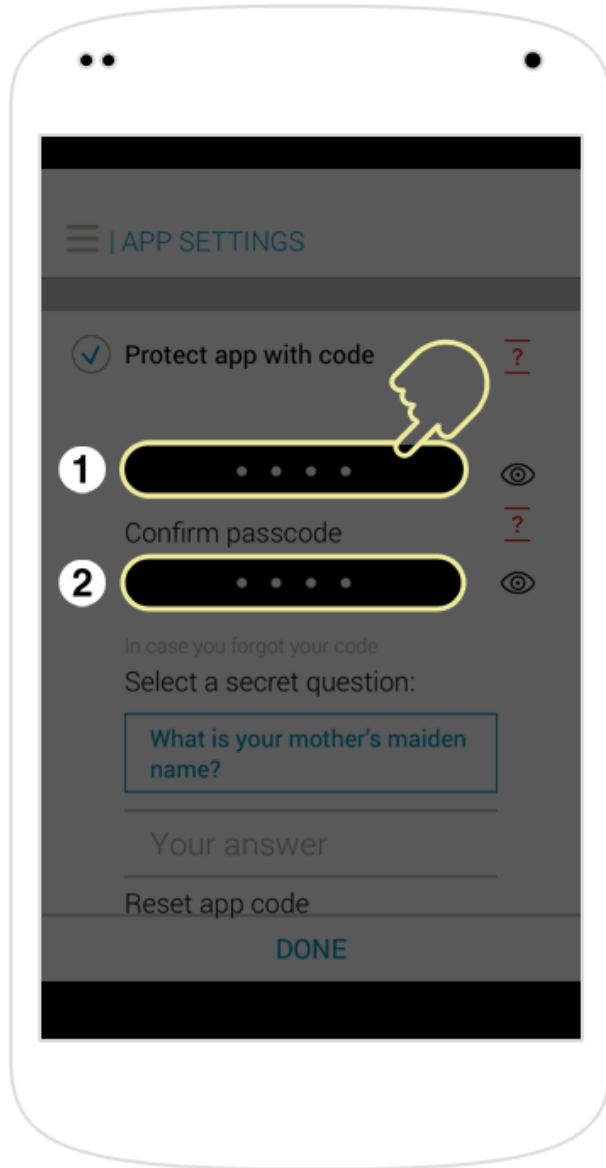 | APP SETTINGS
Protect app with code
?
1
• • • •
Confirm passcode
?
2
• • • •
In case you forgot your code
Select a secret question:
What is your mother’s maiden
name?
Your answer
Reset app code
DONE